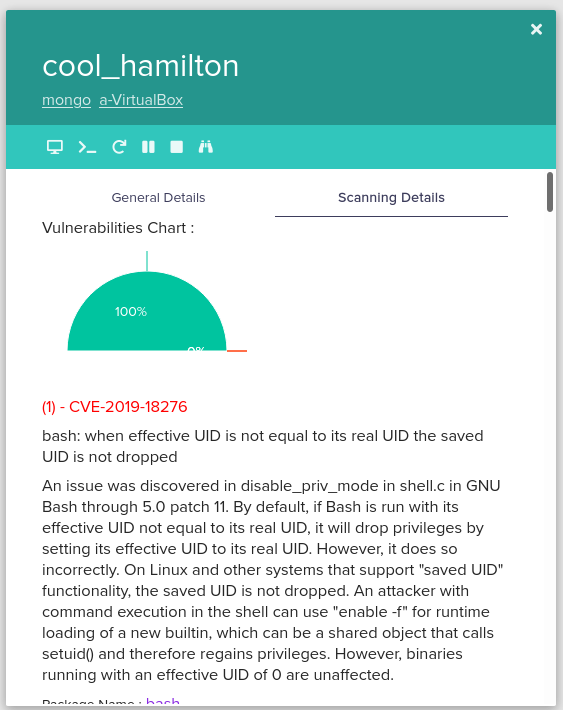 cool_hamilton
mongo a-VirtualBox
General Details
Scanning Details
Vulnerabilities Chart :
100%
0%
(1) - CVE-2019-18276
bash: when effective UID is not equal to its real UID the saved
UID is not dropped
An issue was discovered in disable_priv_mode in shell.c in GNU
Bash through 5.0 patch 11. By default, if Bash is run with its
effective UID not equal to its real UID, it will drop privileges by
setting its effective UID to its real UID. However, it does so
incorrectly. On Linux and other systems that support "saved UID"
functionality, the saved UID is not dropped. An attacker with
command execution in the shell can use "enable -f" for runtime
loading of a new builtin, which can be a shared object that calls
setuid() and therefore regains privileges. However, binaries
running with an effective UID of 0 are unaffected.
Package Name : bash